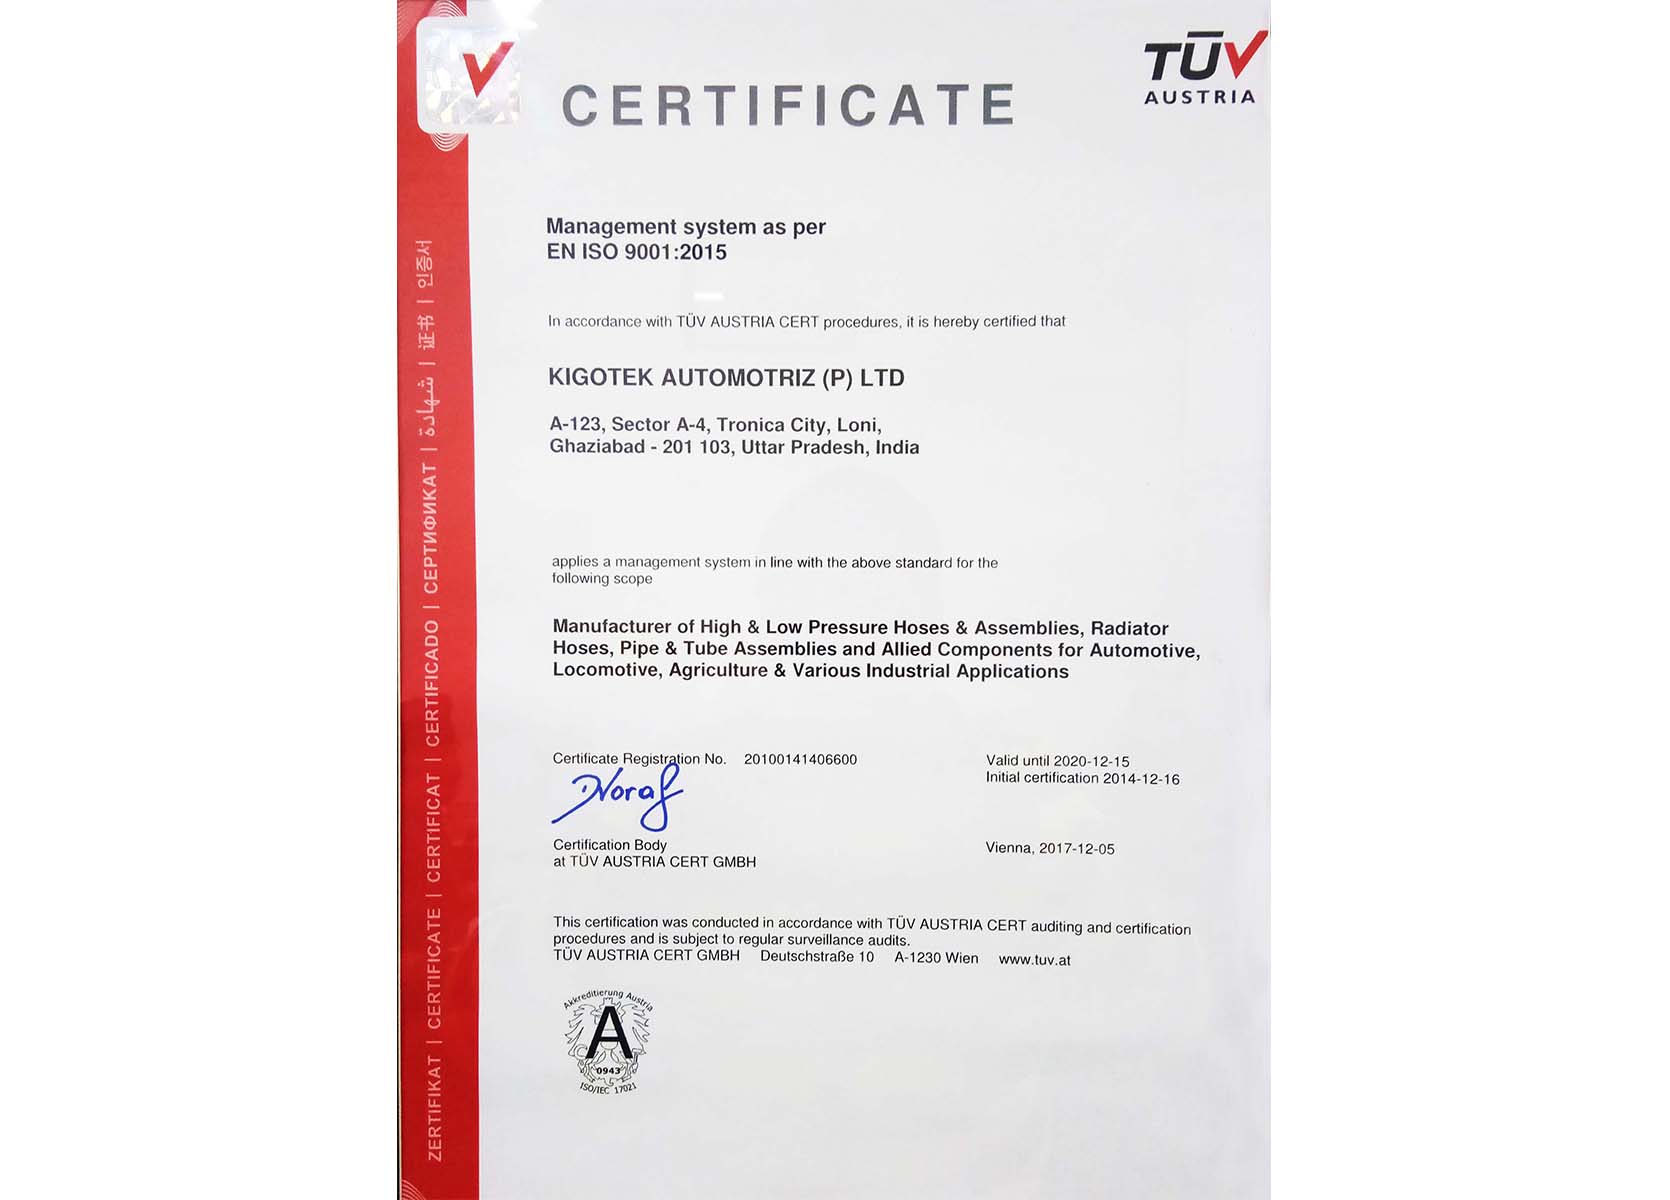 TÜV
AUSTRIA
CERTIFICATE
Management system as per
EN ISO 9001:2015
In accordance with TÜV AUSTRIA CERT procedures, it is hereby certified that
KIGOTEK AUTOMOTRIZ (P) LTD
A-123, Sector A-4, Tronica City, Loni,
Ghaziabad - 201 103, Uttar Pradesh, India
applies a management system in line with the above standard for the
following scope
Manufacturer of High & Low Pressure Hoses & Assemblies, Radiator
Hoses, Pipe & Tube Assemblies and Allied Components for Automotive,
Locomotive, Agriculture & Various Industrial Applications
Certificate Registration No. 20100141406600
Valid until 2020-12-15
Initial certification 2014-12-16
Dvorak
Certification Body
at TÜV AUSTRIA CERT GMBH
Vienna, 2017-12-05
This certification was conducted in accordance with TÜV AUSTRIA CERT auditing and certification
procedures and is subject to regular surveillance audits.
TÜV AUSTRIA CERT GMBH Deutschstraße 10 A-1230 Wien www.tuv.at
Akkreditierung Austria
A
0943
ISO/IEC 17021
ZERTIFIKAT | CERTIFICATE | CERTIFICAT | CERTIFICADO | СЕРТИФИКАТ | شهادة | 证书 | 인증서